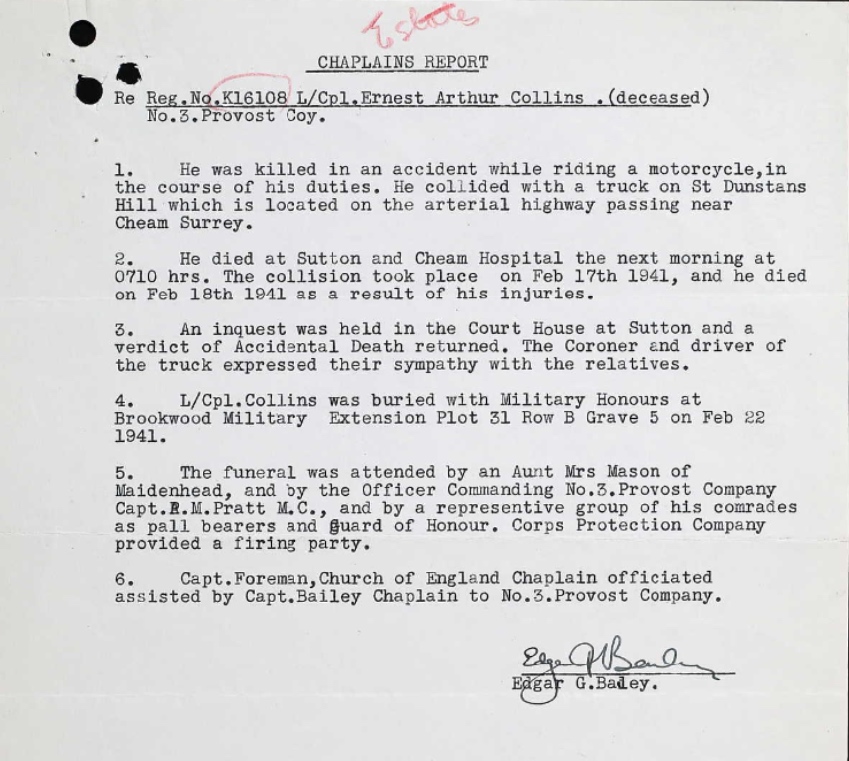 Estates
CHAPLAINS REPORT
Re Reg.No.K16108 L/Cpl.Ernest Arthur Collins .(deceased)
No.3.Provost Coy.
1. He was killed in an accident while riding a motorcycle,in
the course of his duties. He collided with a truck on St Dunstans
Hill which is located on the arterial highway passing near
Cheam Surrey.
2. He died at Sutton and Cheam Hospital the next morning at
0710 hrs. The collision took place on Feb 17th 1941, and he died
on Feb 18th 1941 as a result of his injuries.
3. An inquest was held in the Court House at Sutton and a
verdict of Accidental Death returned. The Coroner and driver of
the truck expressed their sympathy with the relatives.
4. L/Cpl.Collins was buried with Military Honours at
Brookwood Military Extension Plot 31 Row B Grave 5 on Feb 22
1941.
5. The funeral was attended by an Aunt Mrs Mason of
Maidenhead, and by the Officer Commanding No.3.Provost Company
Capt.R.M.Pratt M.C., and by a representative group of his comrades
as pall bearers and Guard of Honour. Corps Protection Company
provided a firing party.
6. Capt.Foreman,Church of England Chaplain officiated
assisted by Capt.Bailey Chaplain to No.3.Provost Company.
Edgar G Bailey
Edgar G.Bailey.